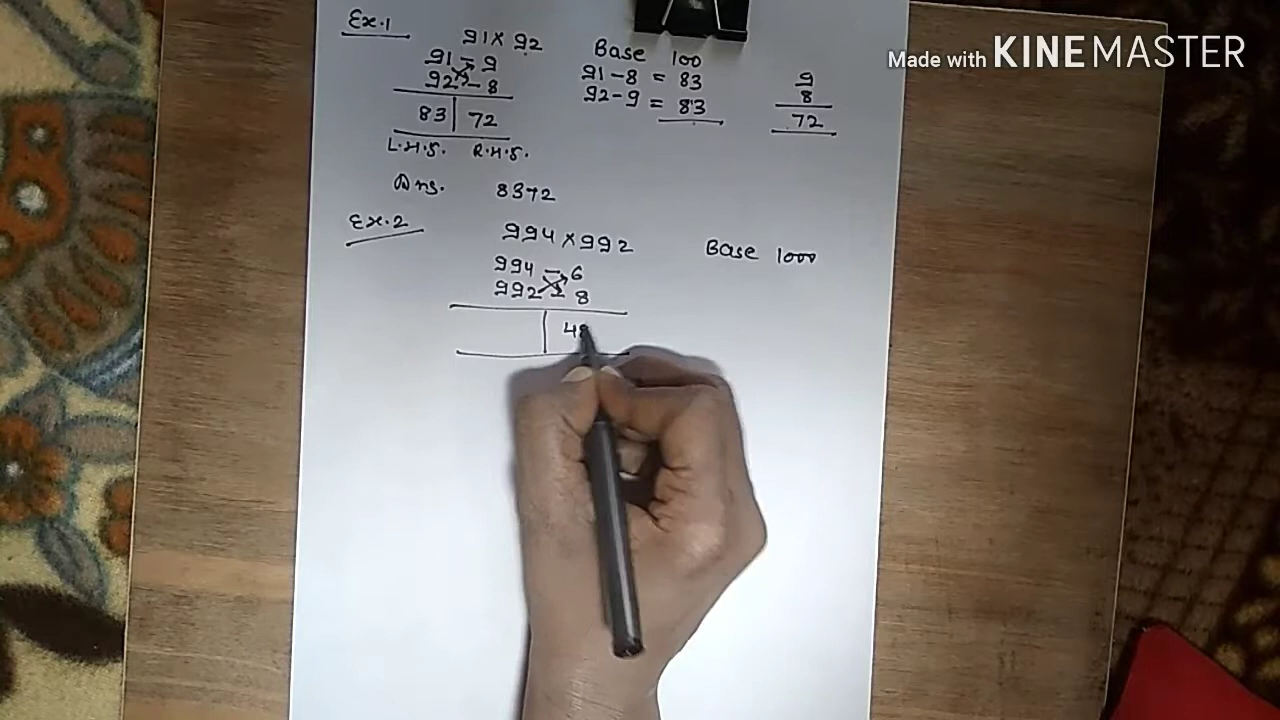 Made with KINEMASTER
Ex.1
91 × 92
Base 100
91 - 9
92 - 8
83 | 72
L.H.S. R.H.S.
91 - 8 = 83
92 - 9 = 83
9
8
72
Ans. 8372
Ex.2
994 × 992
Base 1000
994 - 6
992 - 8
48